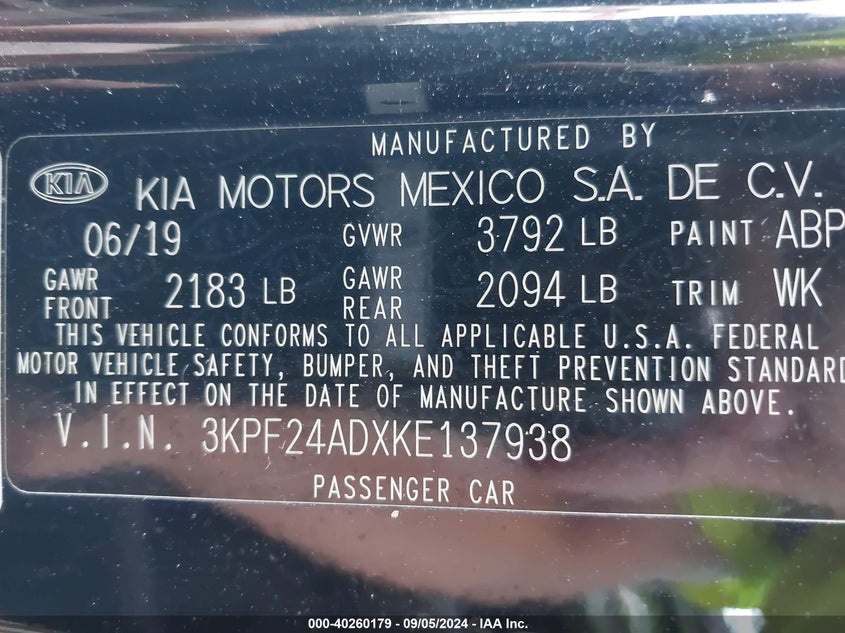 MANUFACTURED BY
KIA KIA MOTORS MEXICO S.A. DE C.V.
06/19 GVWR 3792 LB PAINT ABP
GAWR FRONT 2183 LB GAWR REAR 2094 LB TRIM WK
THIS VEHICLE CONFORMS TO ALL APPLICABLE U.S.A. FEDERAL
MOTOR VEHICLE SAFETY, BUMPER, AND THEFT PREVENTION STANDARD
IN EFFECT ON THE DATE OF MANUFACTURE SHOWN ABOVE.
V.I.N. 3KPF24ADXKE137938
PASSENGER CAR
000-40260179 - 09/05/2024 - IAA Inc.